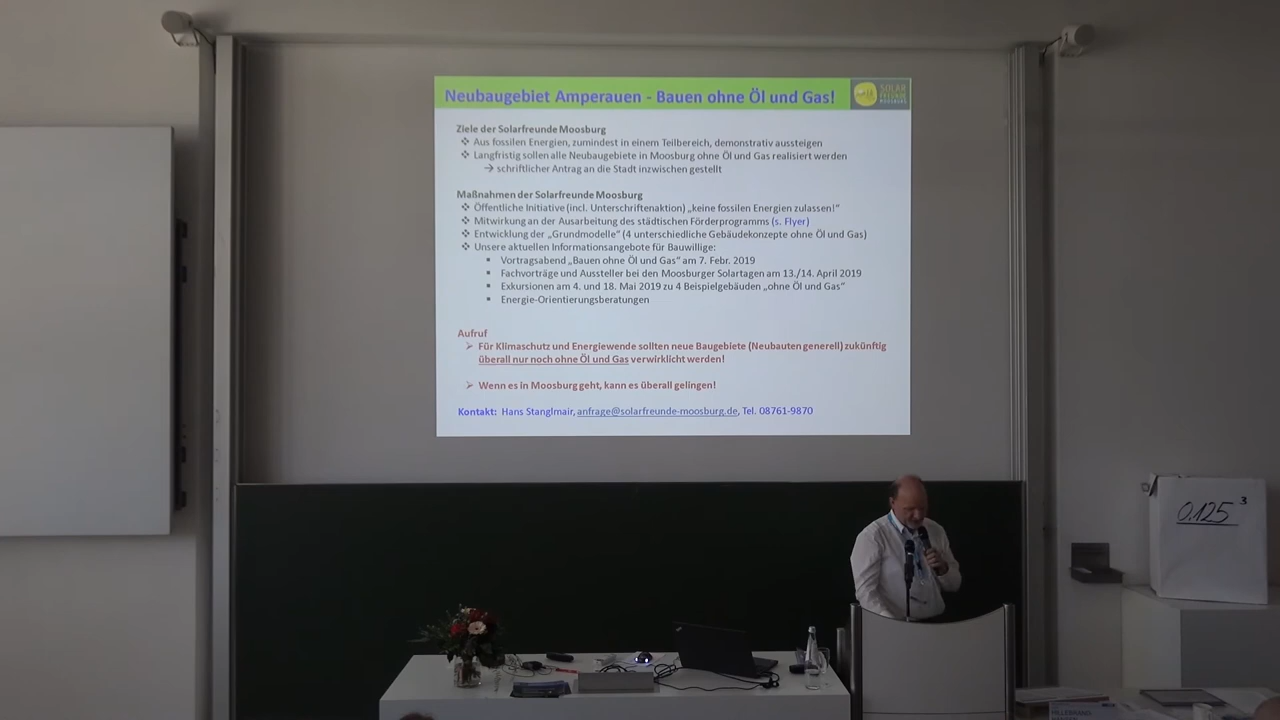 Neubaugebiet Amperauen - Bauen ohne Öl und Gas!
SOLAR
FREUNDE
MOOSBURG
Ziele der Solarfreunde Moosburg
❖ Aus fossilen Energien, zumindest in einem Teilbereich, demonstrativ aussteigen
❖ Langfristig sollen alle Neubaugebiete in Moosburg ohne Öl und Gas realisiert werden
→ schriftlicher Antrag an die Stadt inzwischen gestellt
Maßnahmen der Solarfreunde Moosburg
❖ Öffentliche Initiative (incl. Unterschriftenaktion) „keine fossilen Energien zulassen!“
❖ Mitwirkung an der Ausarbeitung des städtischen Förderprogramms (s. Flyer)
❖ Entwicklung der „Grundmodelle“ (4 unterschiedliche Gebäudekonzepte ohne Öl und Gas)
❖ Unsere aktuellen Informationsangebote für Bauwillige:
▪ Vortragsabend „Bauen ohne Öl und Gas“ am 7. Febr. 2019
▪ Fachvorträge und Aussteller bei den Moosburger Solartagen am 13./14. April 2019
▪ Exkursionen am 4. und 18. Mai 2019 zu 4 Beispielgebäuden „ohne Öl und Gas“
▪ Energie-Orientierungsberatungen
Aufruf
➢ Für Klimaschutz und Energiewende sollten neue Baugebiete (Neubauten generell) zukünftig
überall nur noch ohne Öl und Gas verwirklicht werden!
➢ Wenn es in Moosburg geht, kann es überall gelingen!
Kontakt: Hans Stanglmair, anfrage@solarfreunde-moosburg.de, Tel. 08761-9870
0.125³
HILLEBRAND